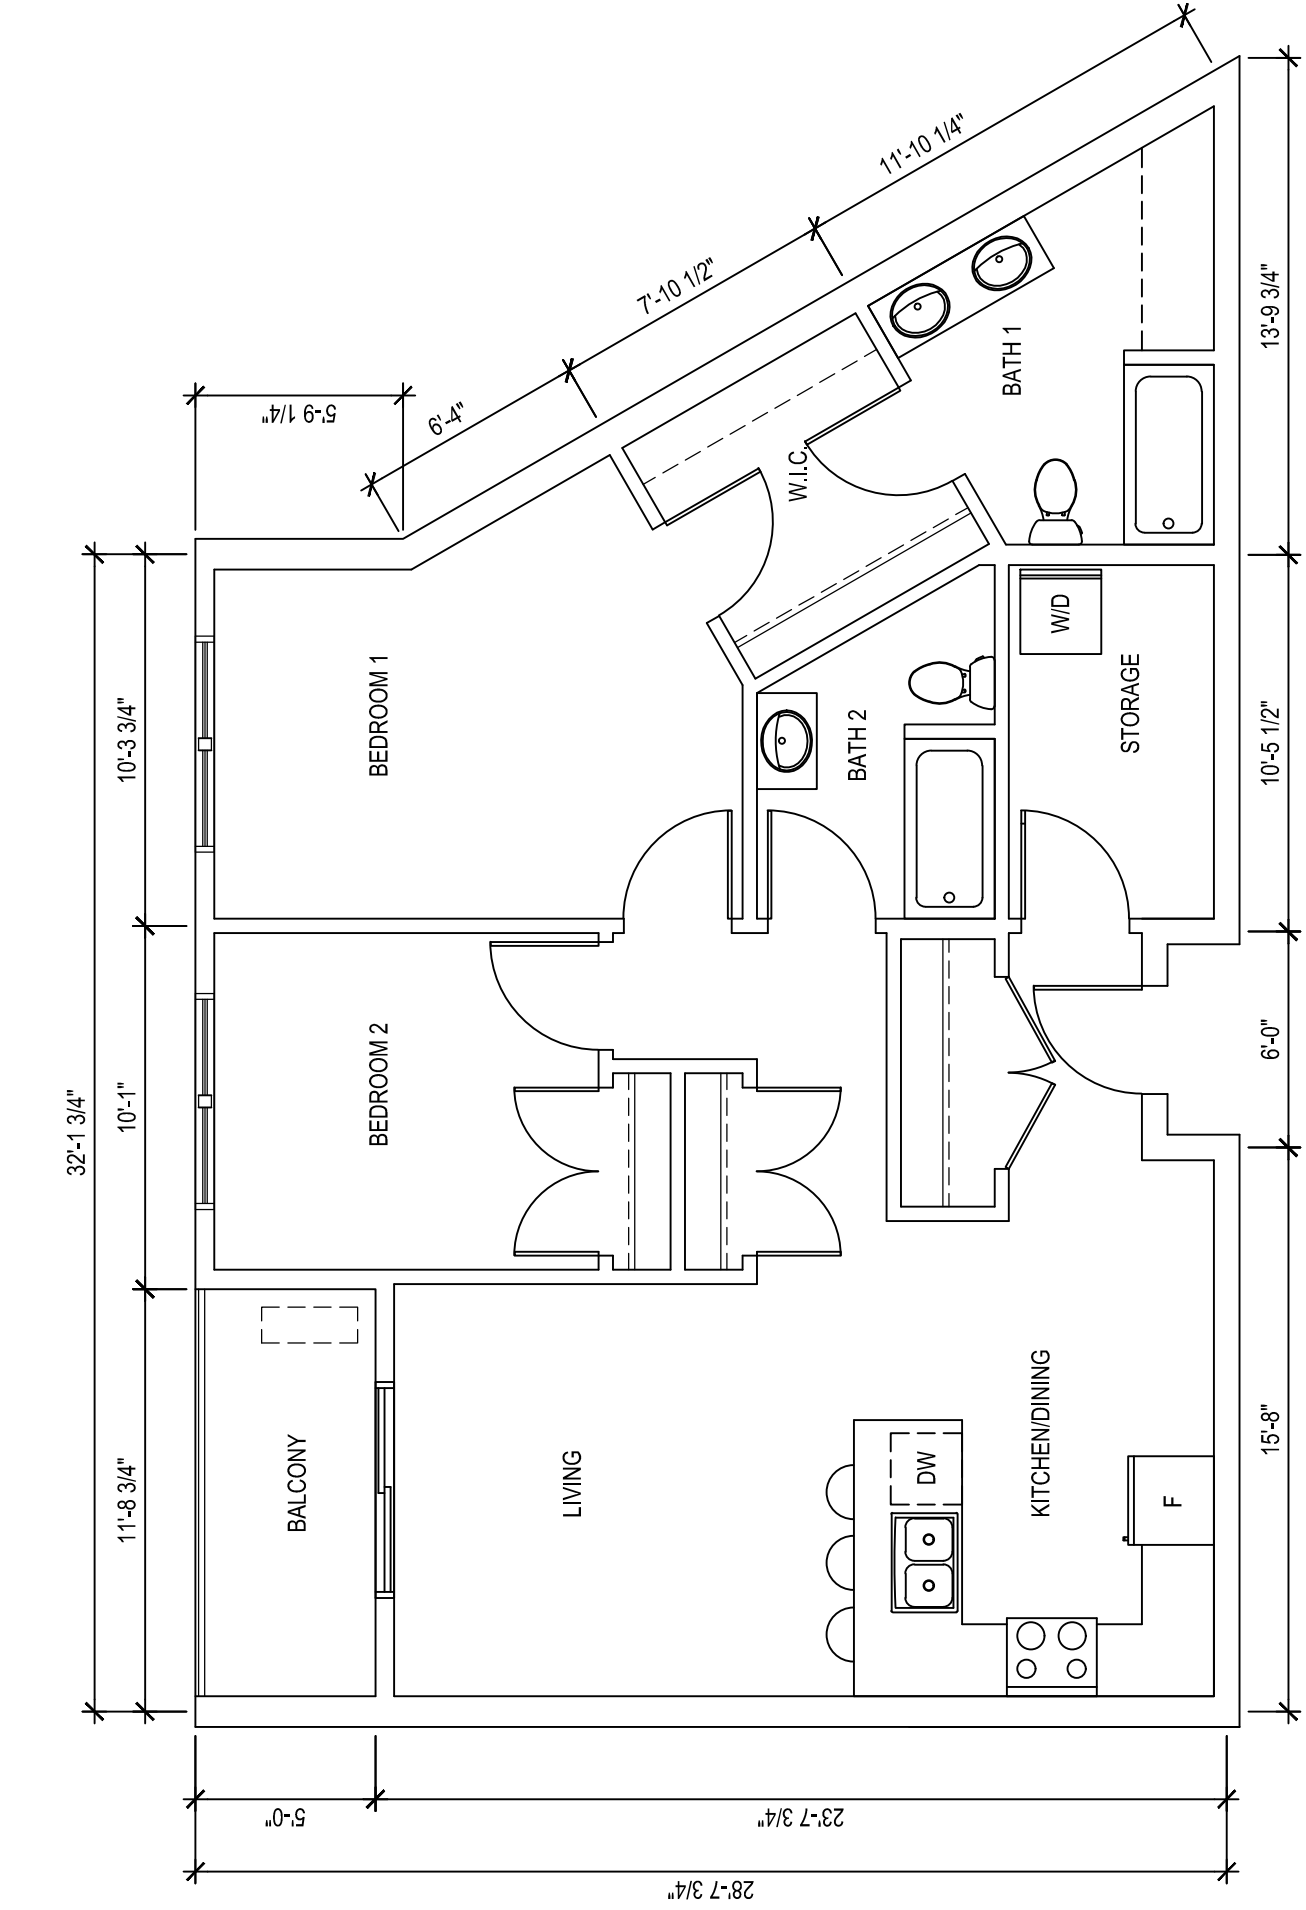 32'-1 3/4"
11'-8 3/4"
10'-1"
10'-3 3/4"
5'-9 1/4"
6'-4"
7'-10 1/2"
11'-10 1/4"
5'-0"
23'-7 3/4"
28'-7 3/4"
BALCONY
BEDROOM 2
BEDROOM 1
LIVING
W.I.C.
BATH 2
BATH 1
DW
KITCHEN/DINING
W/D
STORAGE
F
15'-8"
6'-0"
10'-5 1/2"
13'-9 3/4"